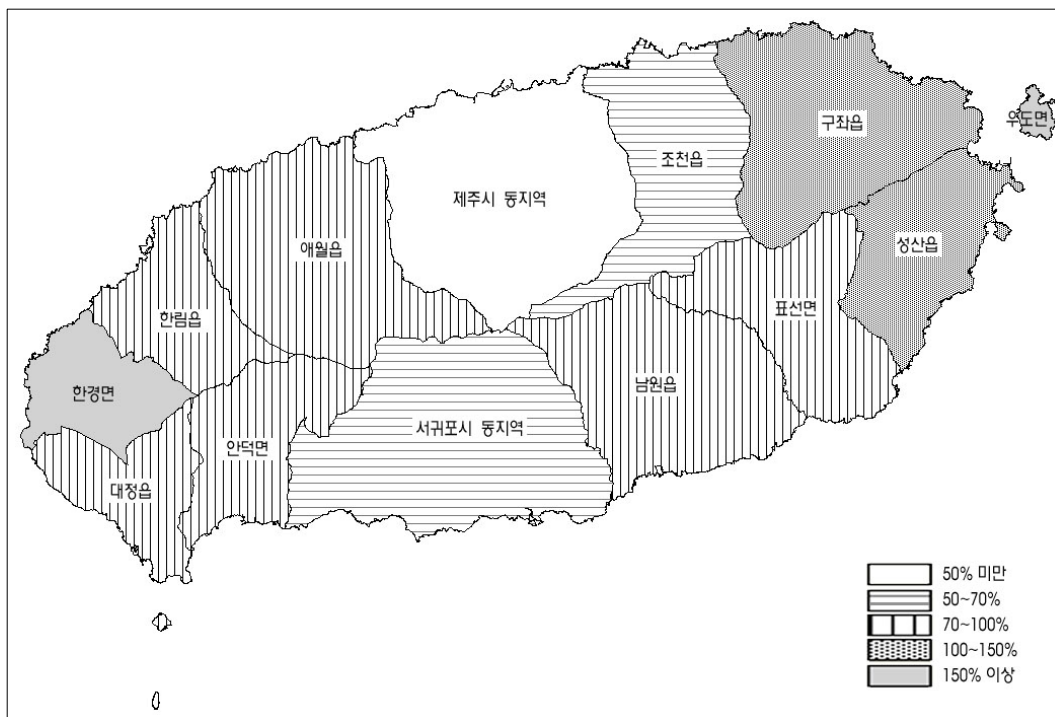 구좌읍
우도면
조천읍
제주시 동지역
성산읍
애월읍
표선면
한림읍
남원읍
한경면
서귀포시 동지역
안덕면
대정읍
50% 미만
50~70%
70~100%
100~150%
150% 이상